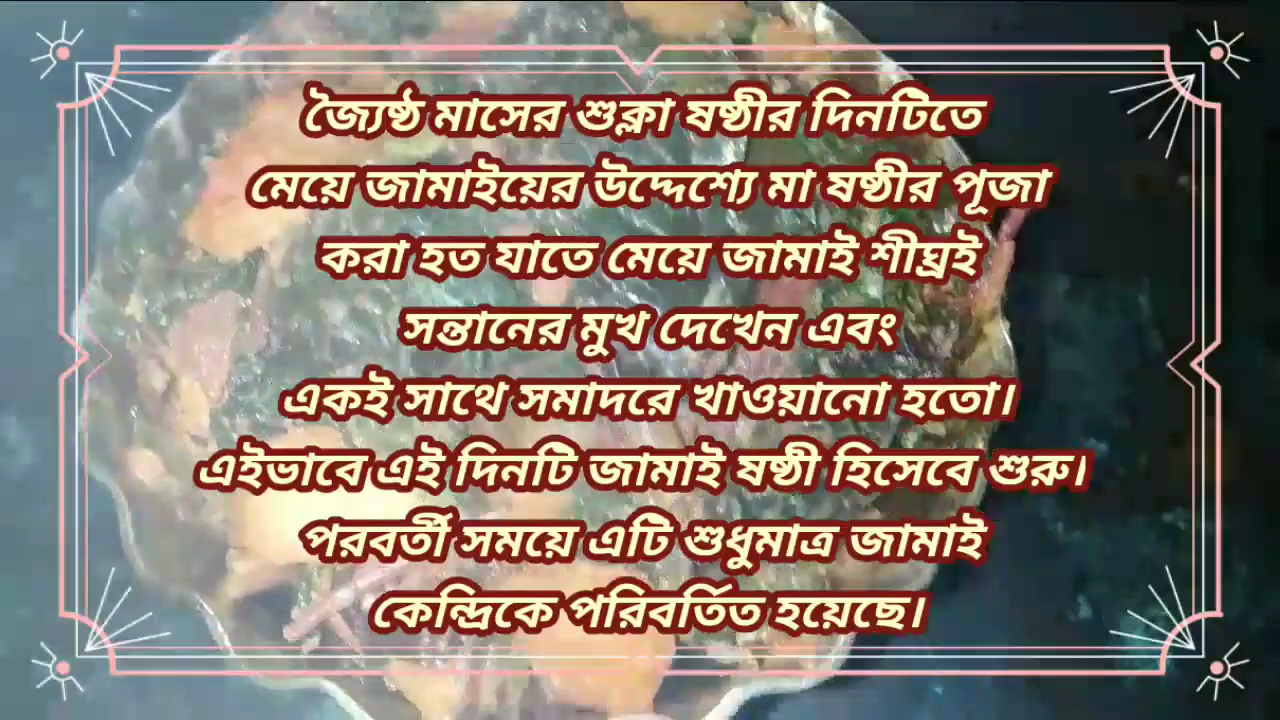 জ্যৈষ্ঠ মাসের শুক্লা ষষ্ঠীর দিনটিতে
মেয়ে জামাইয়ের উদ্দেশ্যে মা ষষ্ঠীর পূজা
করা হত যাতে মেয়ে জামাই শীঘ্রই
সন্তানের মুখ দেখেন এবং
একই সাথে সমাদরে খাওয়ানো হতো।
এইভাবে এই দিনটি জামাই ষষ্ঠী হিসেবে শুরু।
পরবর্তী সময়ে এটি শুধুমাত্র জামাই
কেন্দ্রিকে পরিবর্তিত হয়েছে।